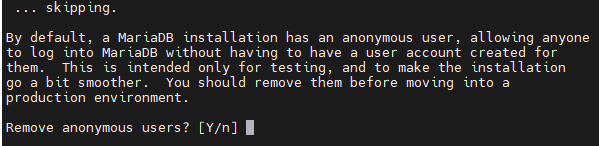 ... skipping.
By default, a MariaDB installation has an anonymous user, allowing anyone
to log into MariaDB without having to have a user account created for
them.  This is intended only for testing, and to make the installation
go a bit smoother.  You should remove them before moving into a
production environment.
Remove anonymous users? [Y/n]